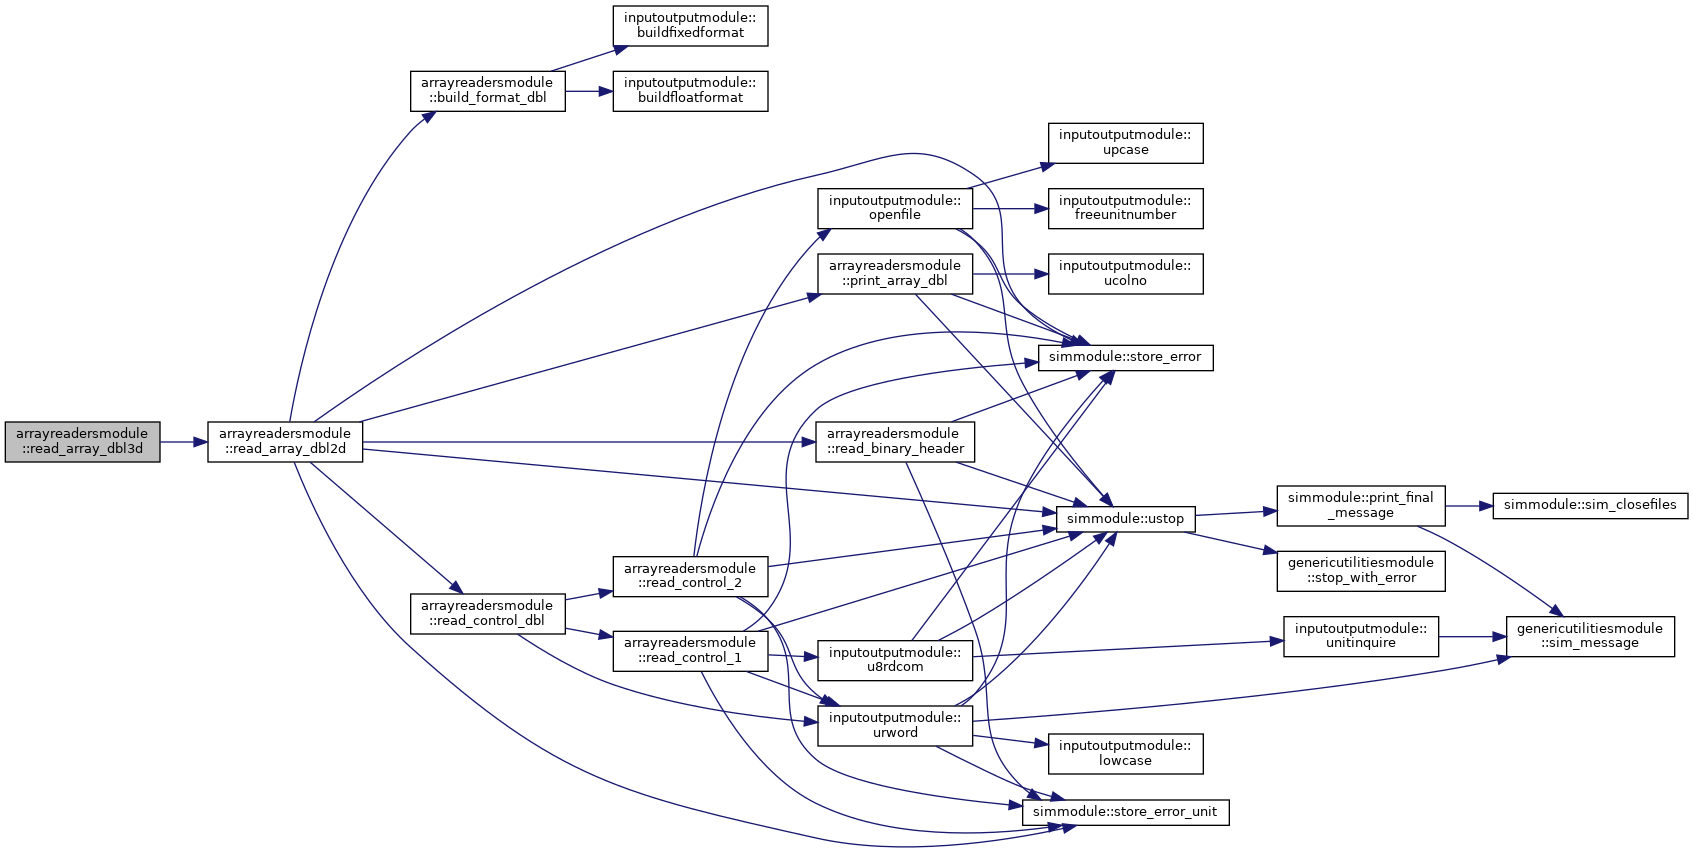 inputoutputmodule::
buildfixedformat
arrayreadersmodule
::build_format_dbl
inputoutputmodule::
buildfloatformat
inputoutputmodule::
upcase
inputoutputmodule::
openfile
inputoutputmodule::
freeunitnumber
arrayreadersmodule
::print_array_dbl
inputoutputmodule::
ucolno
simmodule::store_error
arrayreadersmodule
::read_array_dbl3d
arrayreadersmodule
::read_array_dbl2d
arrayreadersmodule
::read_binary_header
simmodule::ustop
simmodule::print_final
_message
simmodule::sim_closefiles
genericutilitiesmodule
::stop_with_error
arrayreadersmodule
::read_control_2
arrayreadersmodule
::read_control_dbl
arrayreadersmodule
::read_control_1
inputoutputmodule::
u8rdcom
inputoutputmodule::
unitinquire
genericutilitiesmodule
::sim_message
inputoutputmodule::
urword
inputoutputmodule::
lowcase
simmodule::store_error_unit